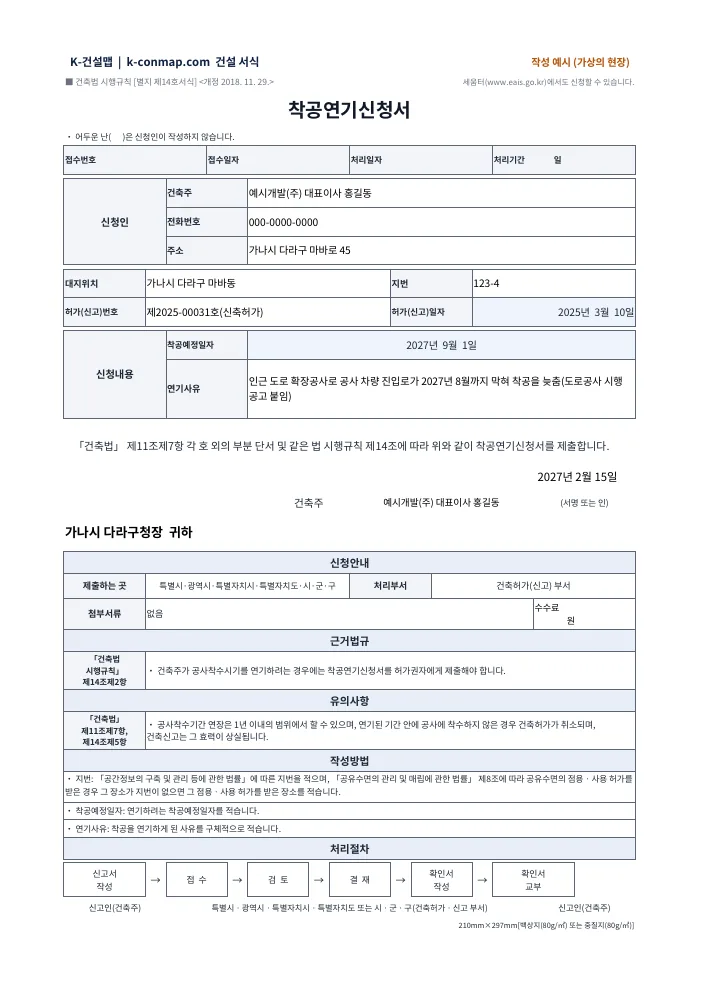 K-건설맵 | k-conmap.com 건설 서식
작성 예시 (가상의 현장)
■ 건축법 시행규칙 [별지 제14호서식] <개정 2018. 11. 29.>
세움터(www.eais.go.kr)에서도 신청할 수 있습니다.
착공연기신청서
・ 어두운 난( )은 신청인이 작성하지 않습니다.
접수번호 접수일자 처리일자 처리기간 일
신청인
건축주 예시개발(주) 대표이사 홍길동
전화번호 000-0000-0000
주소 가나시 다라구 마바로 45
대지위치 가나시 다라구 마바동 지번 123-4
허가(신고)번호 제2025-00031호(신축허가) 허가(신고)일자 2025년 3월 10일
신청내용
착공예정일자 2027년 9월 1일
연기사유
인근 도로 확장공사로 공사 차량 진입로가 2027년 8월까지 막혀 착공을 늦춤(도로공사 시행
공고 붙임)
「건축법」 제11조제7항 각 호 외의 부분 단서 및 같은 법 시행규칙 제14조에 따라 위와 같이 착공연기신청서를 제출합니다.
2027년 2월 15일
건축주 예시개발(주) 대표이사 홍길동 (서명 또는 인)
가나시 다라구청장 귀하
신청안내
제출하는 곳 특별시·광역시·특별자치시·특별자치도·시·군·구 처리부서 건축허가(신고) 부서
첨부서류 없음 수수료
원
근거법규
「건축법
시행규칙」
제14조제2항
・ 건축주가 공사착수시기를 연기하려는 경우에는 착공연기신청서를 허가권자에게 제출해야 합니다.
유의사항
「건축법」
제11조제7항,
제14조제5항
・ 공사착수기간 연장은 1년 이내의 범위에서 할 수 있으며, 연기된 기간 안에 공사에 착수하지 않은 경우 건축허가가 취소되며,
건축신고는 그 효력이 상실됩니다.
작성방법
・ 지번: 「공간정보의 구축 및 관리 등에 관한 법률」에 따른 지번을 적으며, 「공유수면의 관리 및 매립에 관한 법률」 제8조에 따라 공유수면의 점용ㆍ사용 허가를
받은 경우 그 장소가 지번이 없으면 그 점용ㆍ사용 허가를 받은 장소를 적습니다.
・ 착공예정일자: 연기하려는 착공예정일자를 적습니다.
・ 연기사유: 착공을 연기하게 된 사유를 구체적으로 적습니다.
처리절차
신고서
작성
→
접 수
→
검 토
→
결 재
→
확인서
작성
→
확인서
교부
신고인(건축주) 특별시ㆍ광역시ㆍ특별자치시ㆍ특별자치도 또는 시ㆍ군ㆍ구(건축허가ㆍ신고 부서) 신고인(건축주)
210mm×297mm[백상지(80g/㎡) 또는 중질지(80g/㎡)]